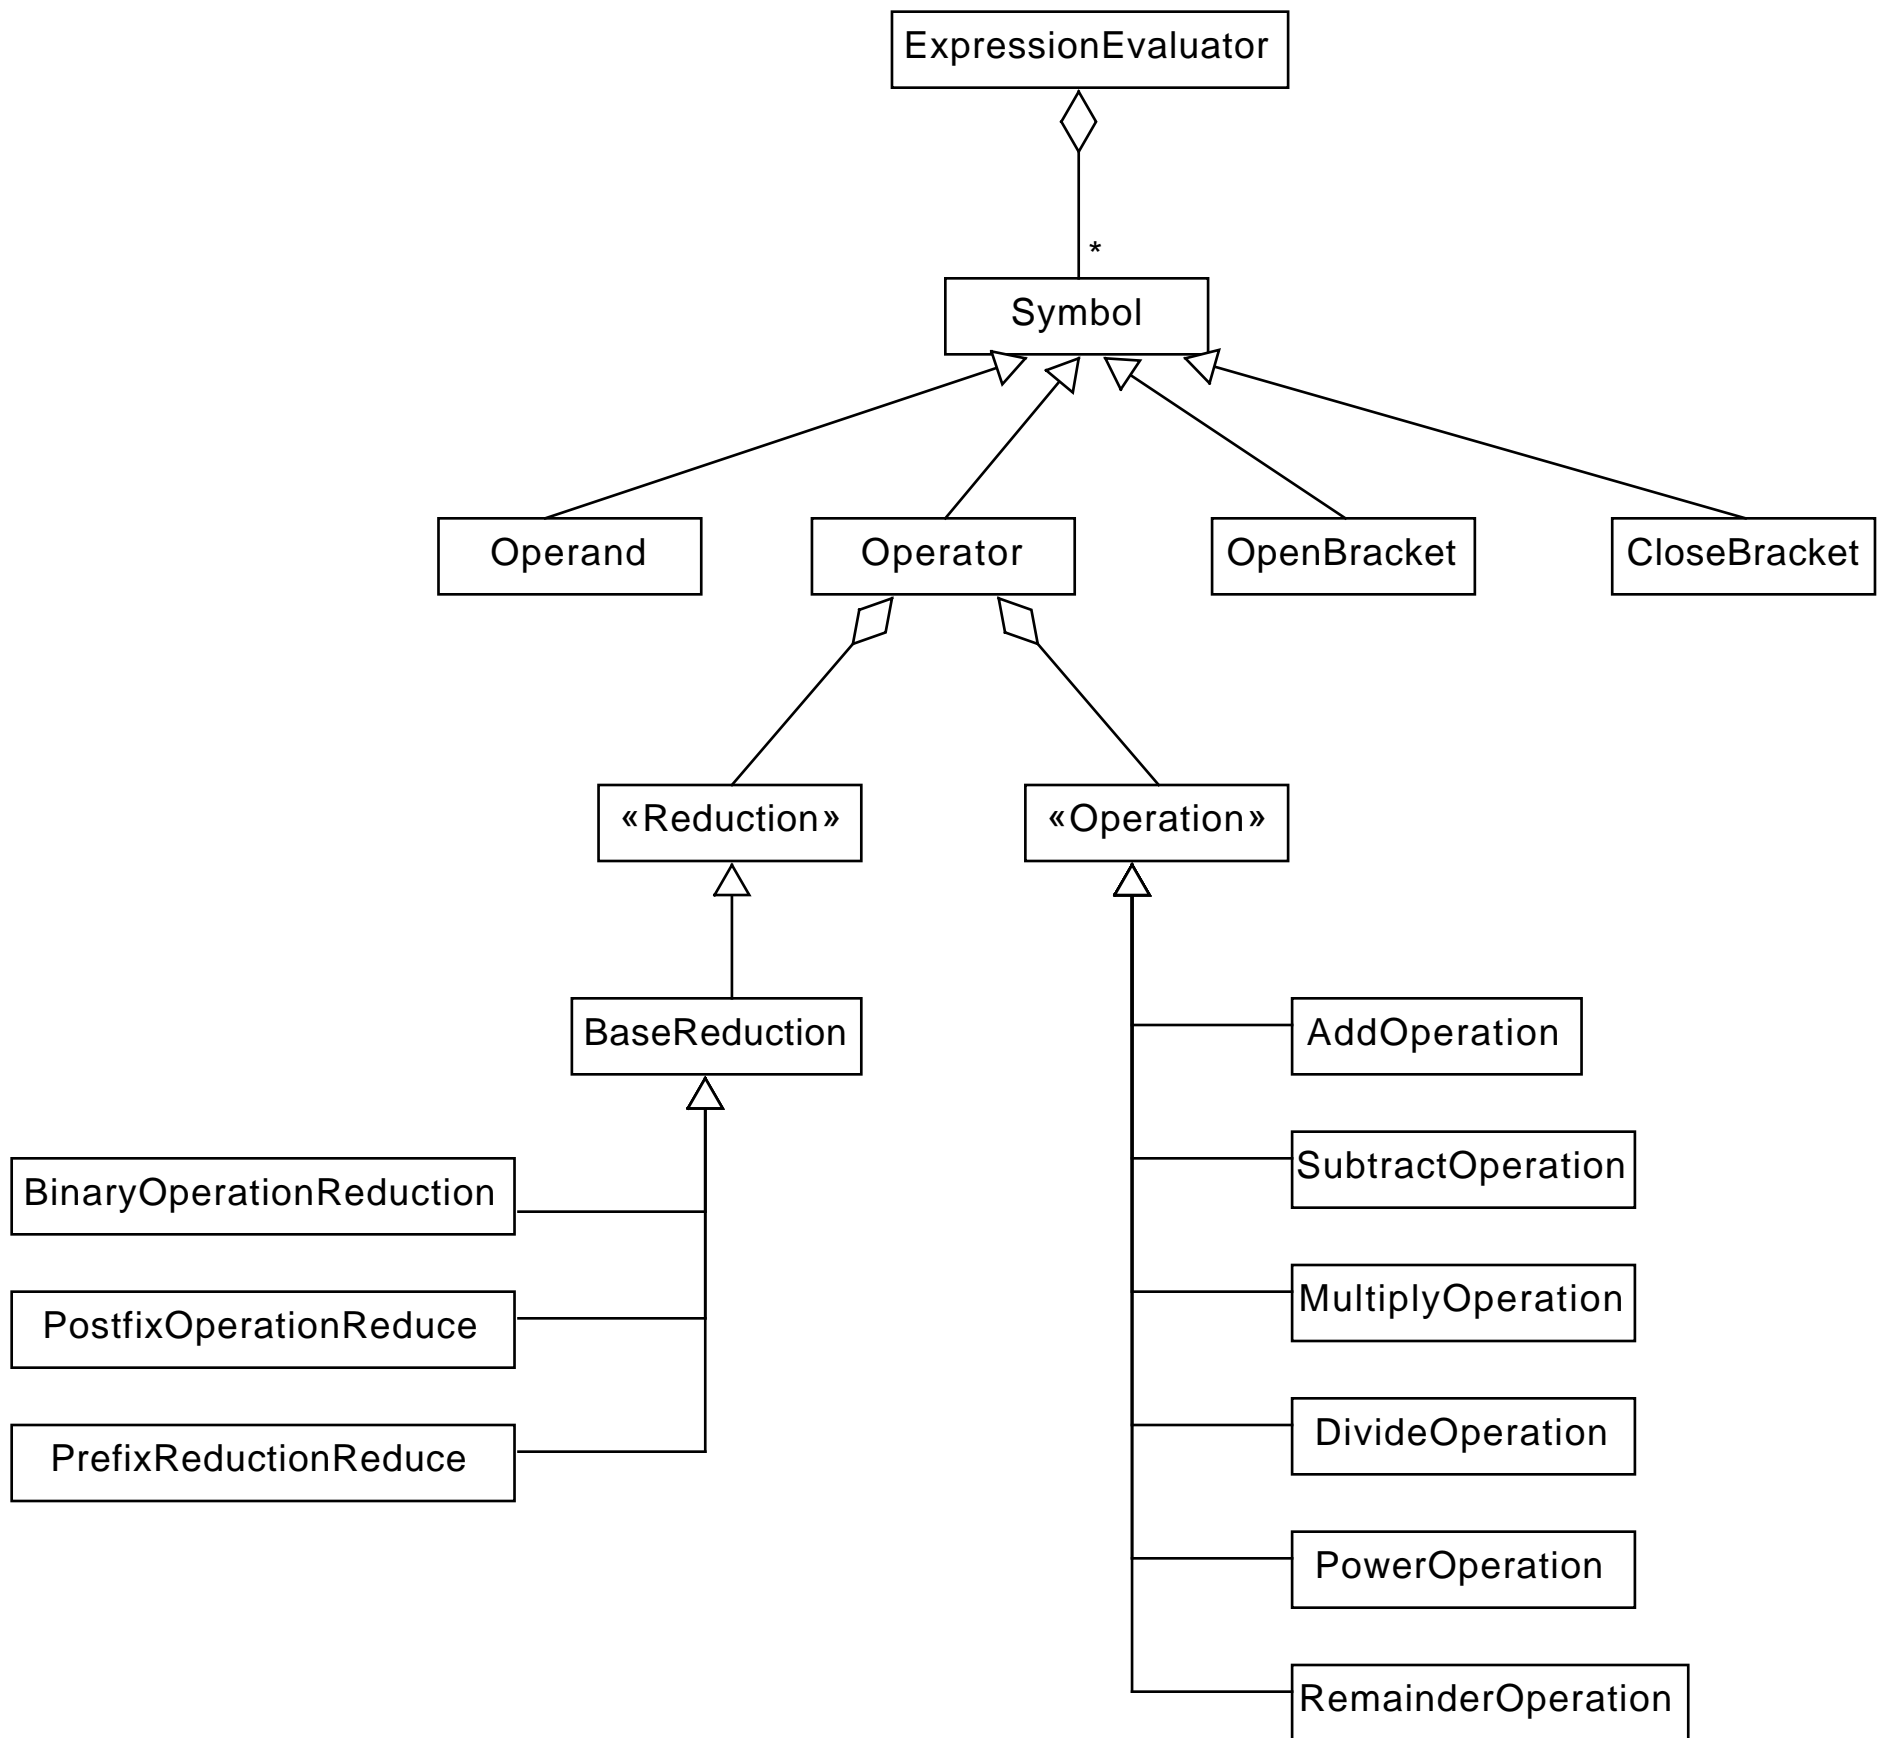 ExpressionEvaluator
*
Symbol
Operand
Operator
OpenBracket
CloseBracket
«Reduction»
«Operation»
BaseReduction
AddOperation
BinaryOperationReduction
SubtractOperation
PostfixOperationReduce
MultiplyOperation
PrefixReductionReduce
DivideOperation
PowerOperation
RemainderOperation